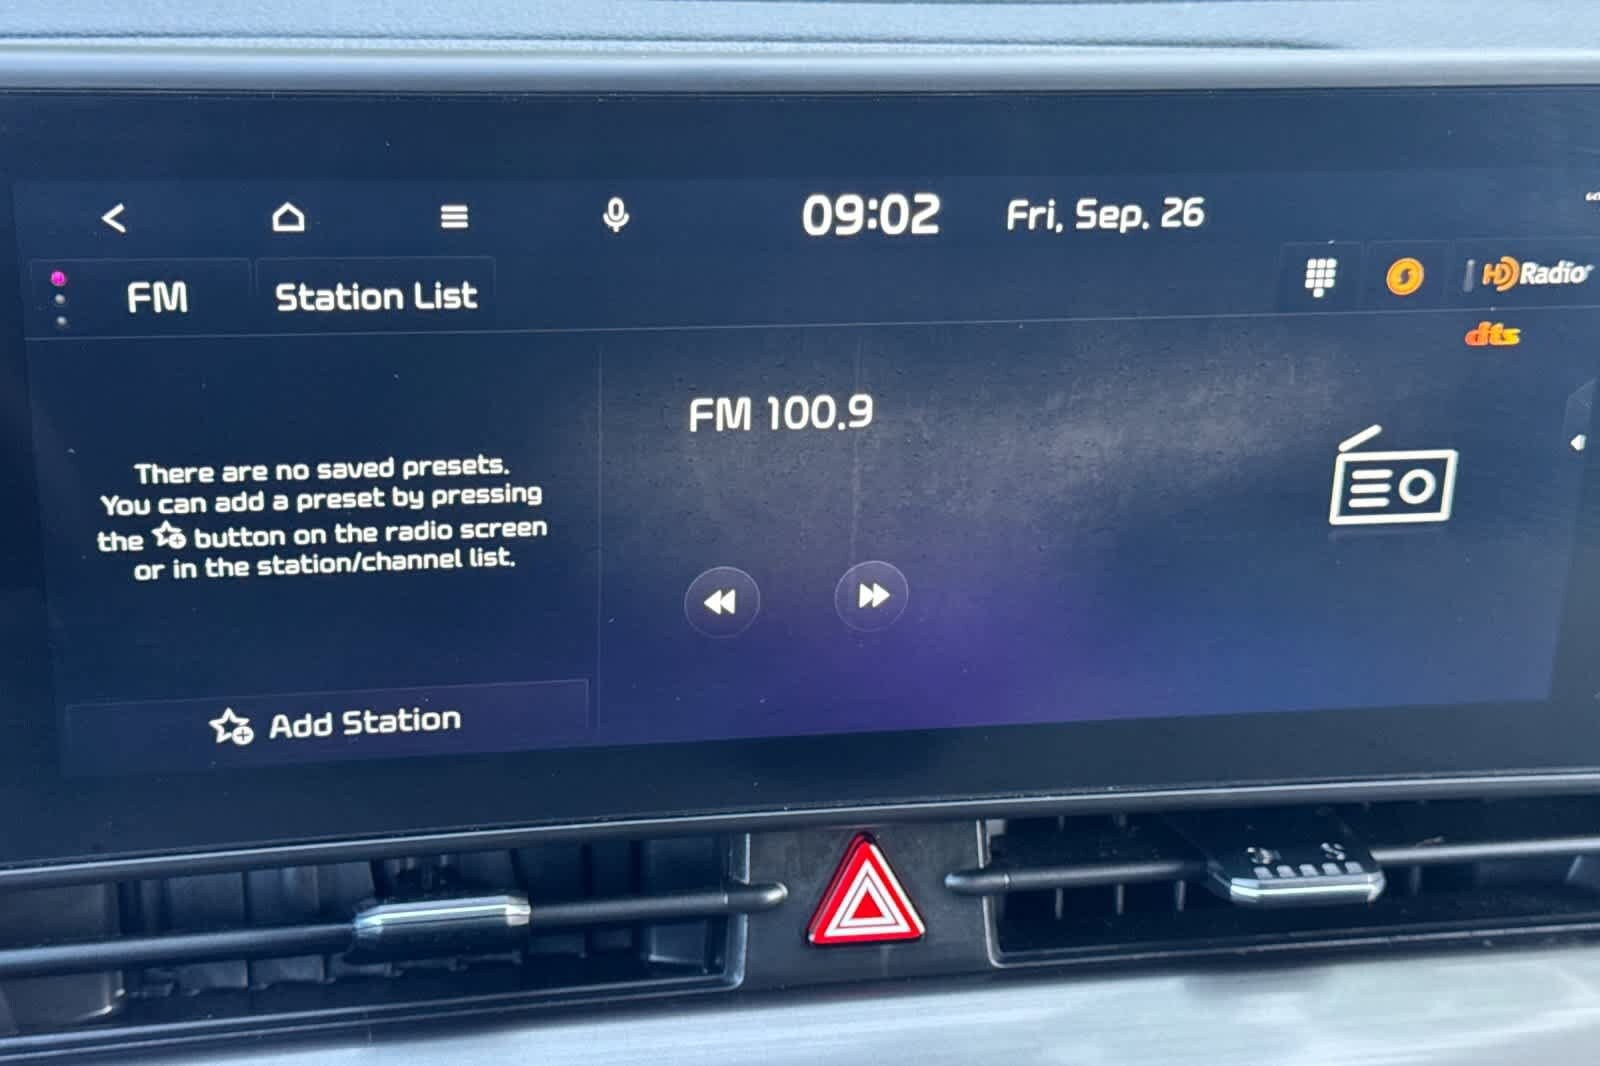 09:02 Fri, Sep. 26
FM Station List HD Radio
dts
FM 100.9
There are no saved presets.
You can add a preset by pressing
the button on the radio screen
or in the station/channel list.
Add Station